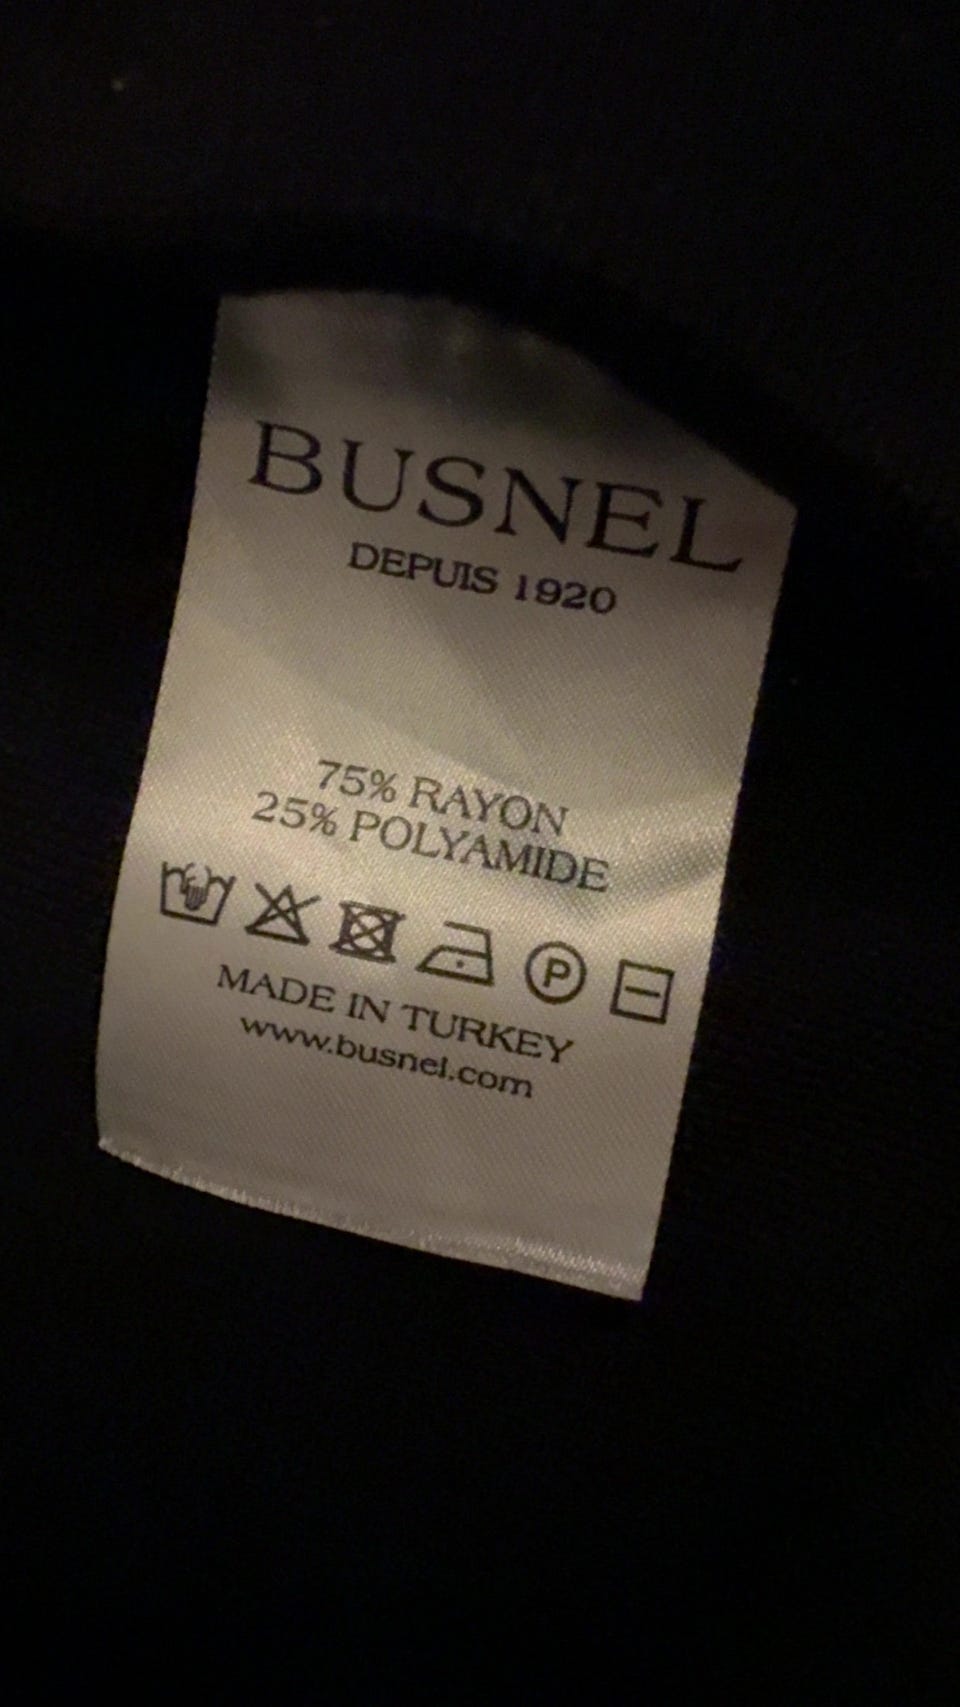 BUSNEL
DEPUIS 1920
75% RAYON
25% POLYAMIDE
P
MADE IN TURKEY
www.busnel.com